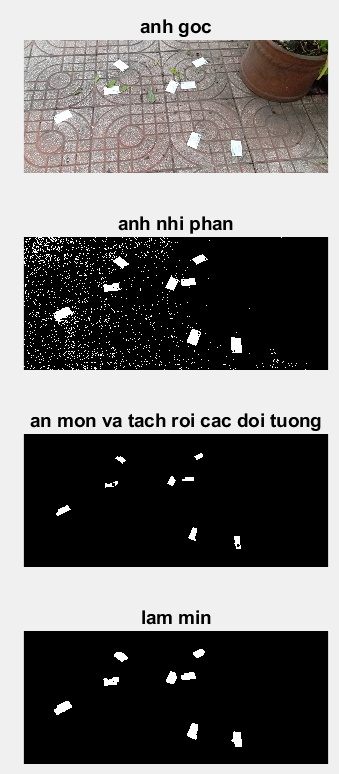 anh goc
anh nhi phan
an mon va tach roi cac doi tuong
lam min